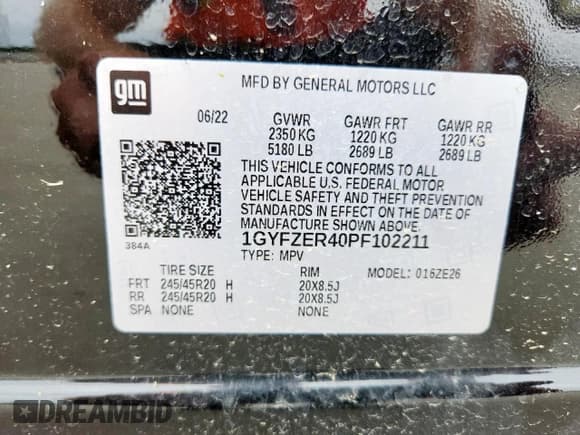 gm
MFD BY GENERAL MOTORS LLC
06/22 GVWR GAWR FRT GAWR RR
2350 KG 1220 KG 1220 KG
5180 LB 2689 LB 2689 LB
THIS VEHICLE CONFORMS TO ALL
APPLICABLE U.S. FEDERAL MOTOR
VEHICLE SAFETY AND THEFT PREVENTION
STANDARDS IN EFFECT ON THE DATE OF
MANUFACTURE SHOWN ABOVE.
384A 1GYFZER40PF102211
TYPE: MPV
TIRE SIZE RIM MODEL: 016ZE26
FRT 245/45R20 H 20X8.5J
RR 245/45R20 H 20X8.5J
SPA NONE NONE
DREAMBID